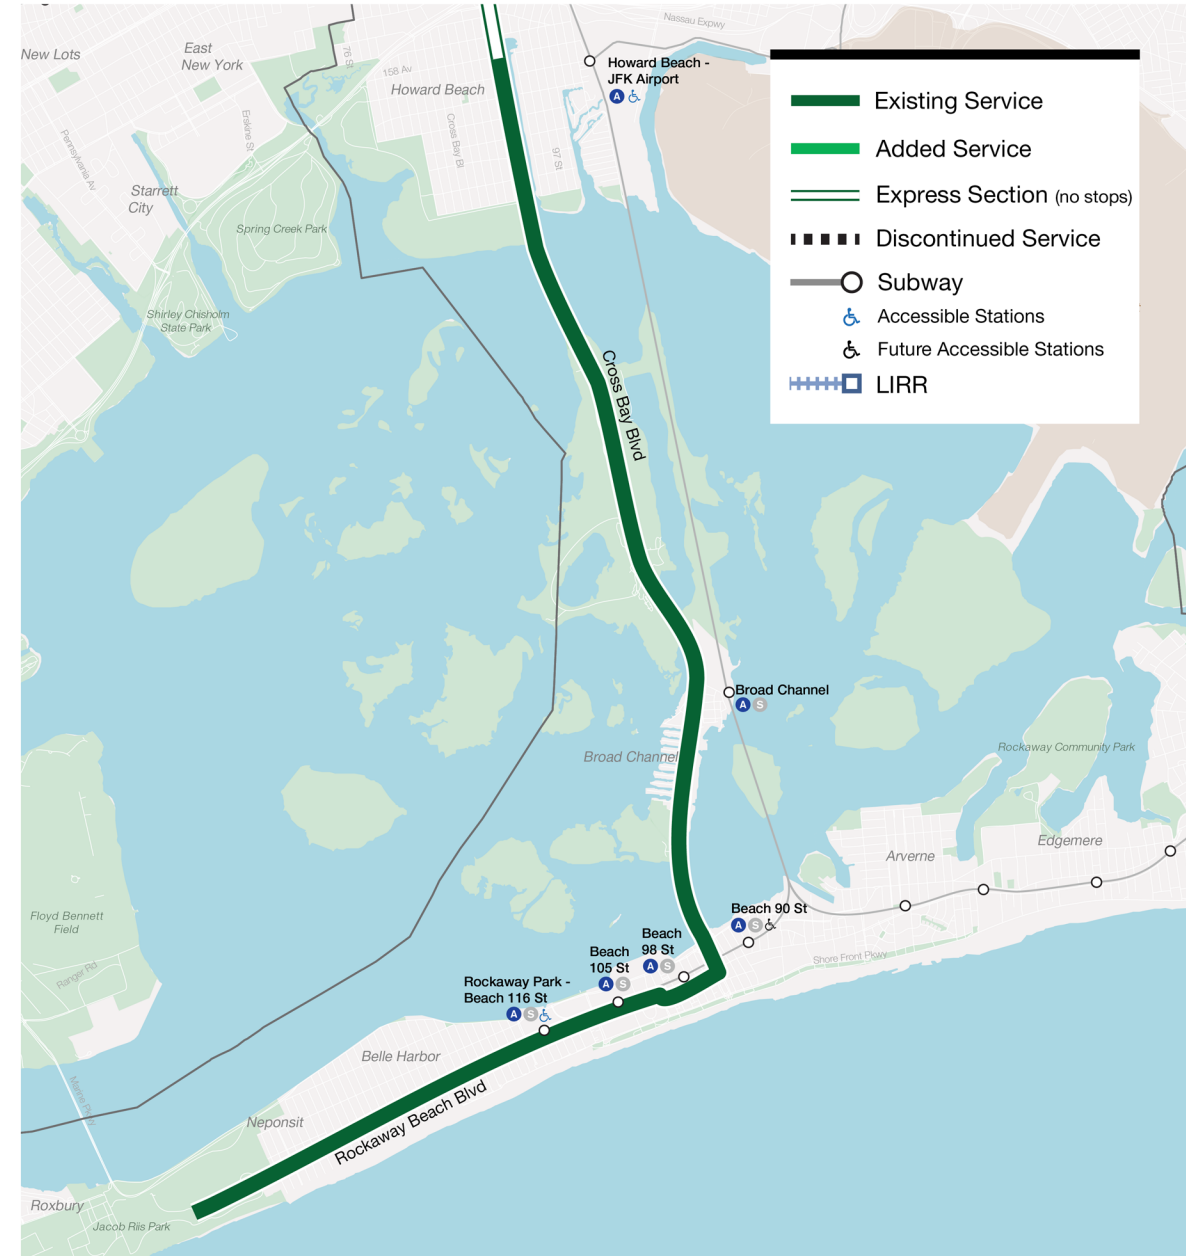 New Lots
East
New York
76 St
158 Av
Howard Beach
Nassau Expwy
Howard Beach -
JFK Airport
A
Existing Service
Added Service
Express Section (no stops)
Discontinued Service
Subway
Accessible Stations
Future Accessible Stations
LIRR
Pennsylvania Av
Erskine St
Cross Bay Bl
97 St
Starrett
City
Spring Creek Park
Shirley Chisholm
State Park
Cross Bay Blvd
Broad Channel
A S
Broad Channel
Rockaway Community Park
Edgemere
Arverne
Floyd Bennett
Field
Ranger Rd
Beach 90 St
A S
Beach
98 St
A S
Beach
105 St
A S
Rockaway Park -
Beach 116 St
A S
Shore Front Pkwy
Belle Harbor
Marine Pkwy
Neponsit
Rockaway Beach Blvd
Roxbury
Jacob Riis Park